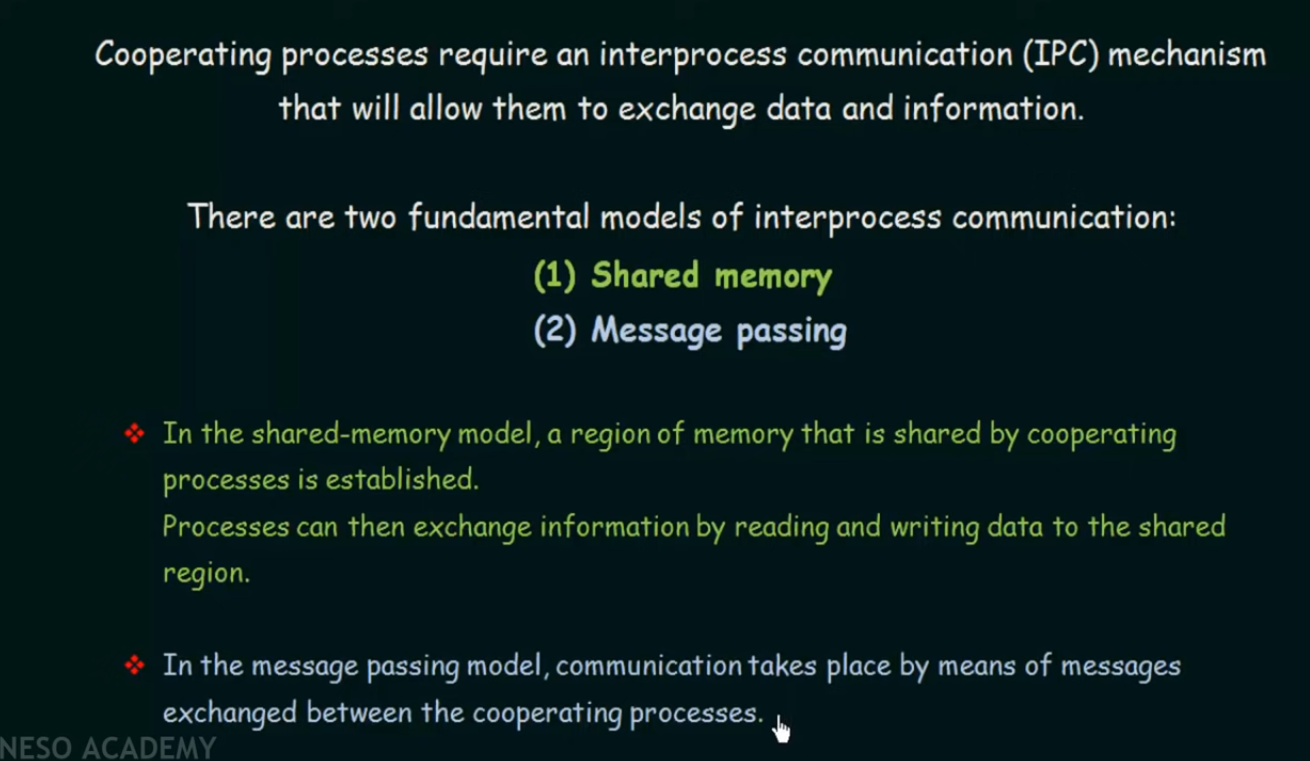 Cooperating processes require an interprocess communication (IPC) mechanism
that will allow them to exchange data and information.
There are two fundamental models of interprocess communication:
(1) Shared memory
(2) Message passing
❖ In the shared-memory model, a region of memory that is shared by cooperating
processes is established.
Processes can then exchange information by reading and writing data to the shared
region.
❖ In the message passing model, communication takes place by means of messages
exchanged between the cooperating processes.
NESO ACADEMY